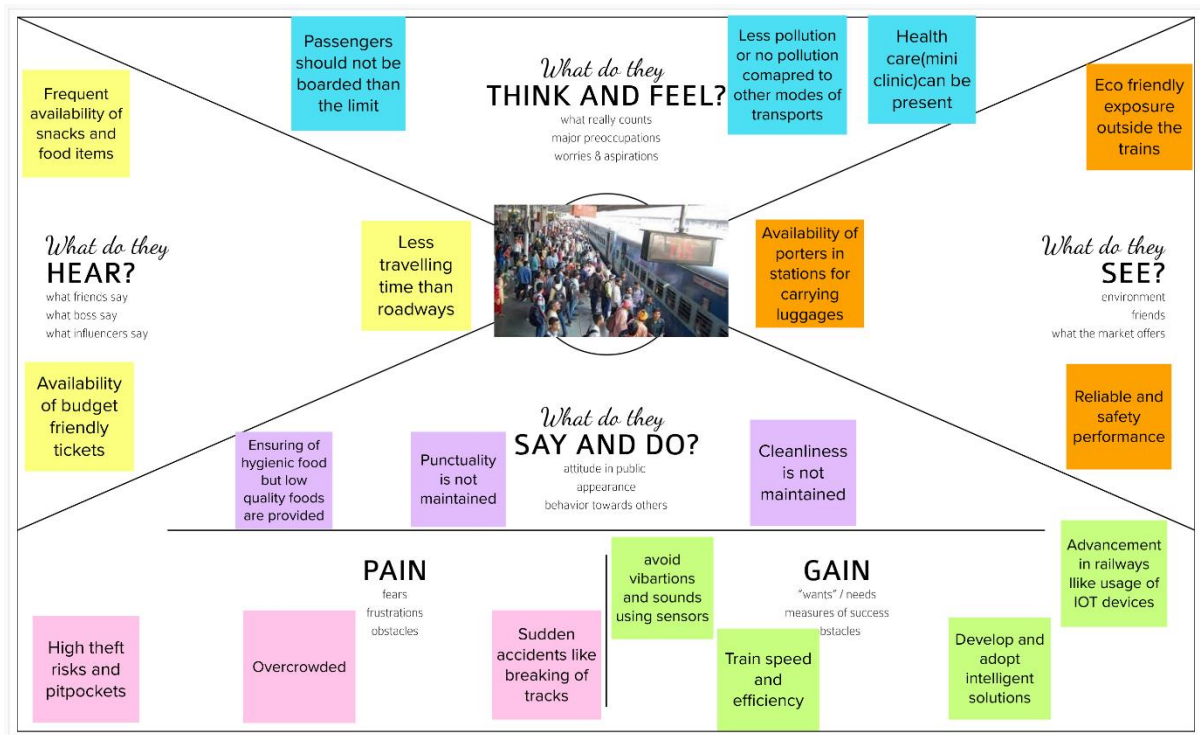 What do they
THINK AND FEEL?
what really counts
major preoccupations
worries & aspirations
Passengers
should not be
boarded than
the limit
Less pollution
or no pollution
comapred to
other modes of
transports
Health
care(mini
clinic)can be
present
What do they
HEAR?
what friends say
what boss say
what influencers say
Frequent
availability of
snacks and
food items
Less
travelling
time than
roadways
Availability
of budget
friendly
tickets
What do they
SEE?
environment
friends
what the market offers
Eco friendly
exposure
outside the
trains
Availability of
porters in
stations for
carrying
luggages
Reliable and
safety
performance
What do they
SAY AND DO?
attitude in public
appearance
behavior towards others
Ensuring of
hygienic food
but low
quality foods
are provided
Punctuality
is not
maintained
Cleanliness
is not
maintained
PAIN
fears
frustrations
obstacles
High theft
risks and
pitpockets
Overcrowded
Sudden
accidents like
breaking of
tracks
GAIN
"wants" / needs
measures of success
obstacles
avoid
vibartions
and sounds
using sensors
Train speed
and
efficiency
Develop and
adopt
intelligent
solutions
Advancement
in railways
llike usage of
IOT devices